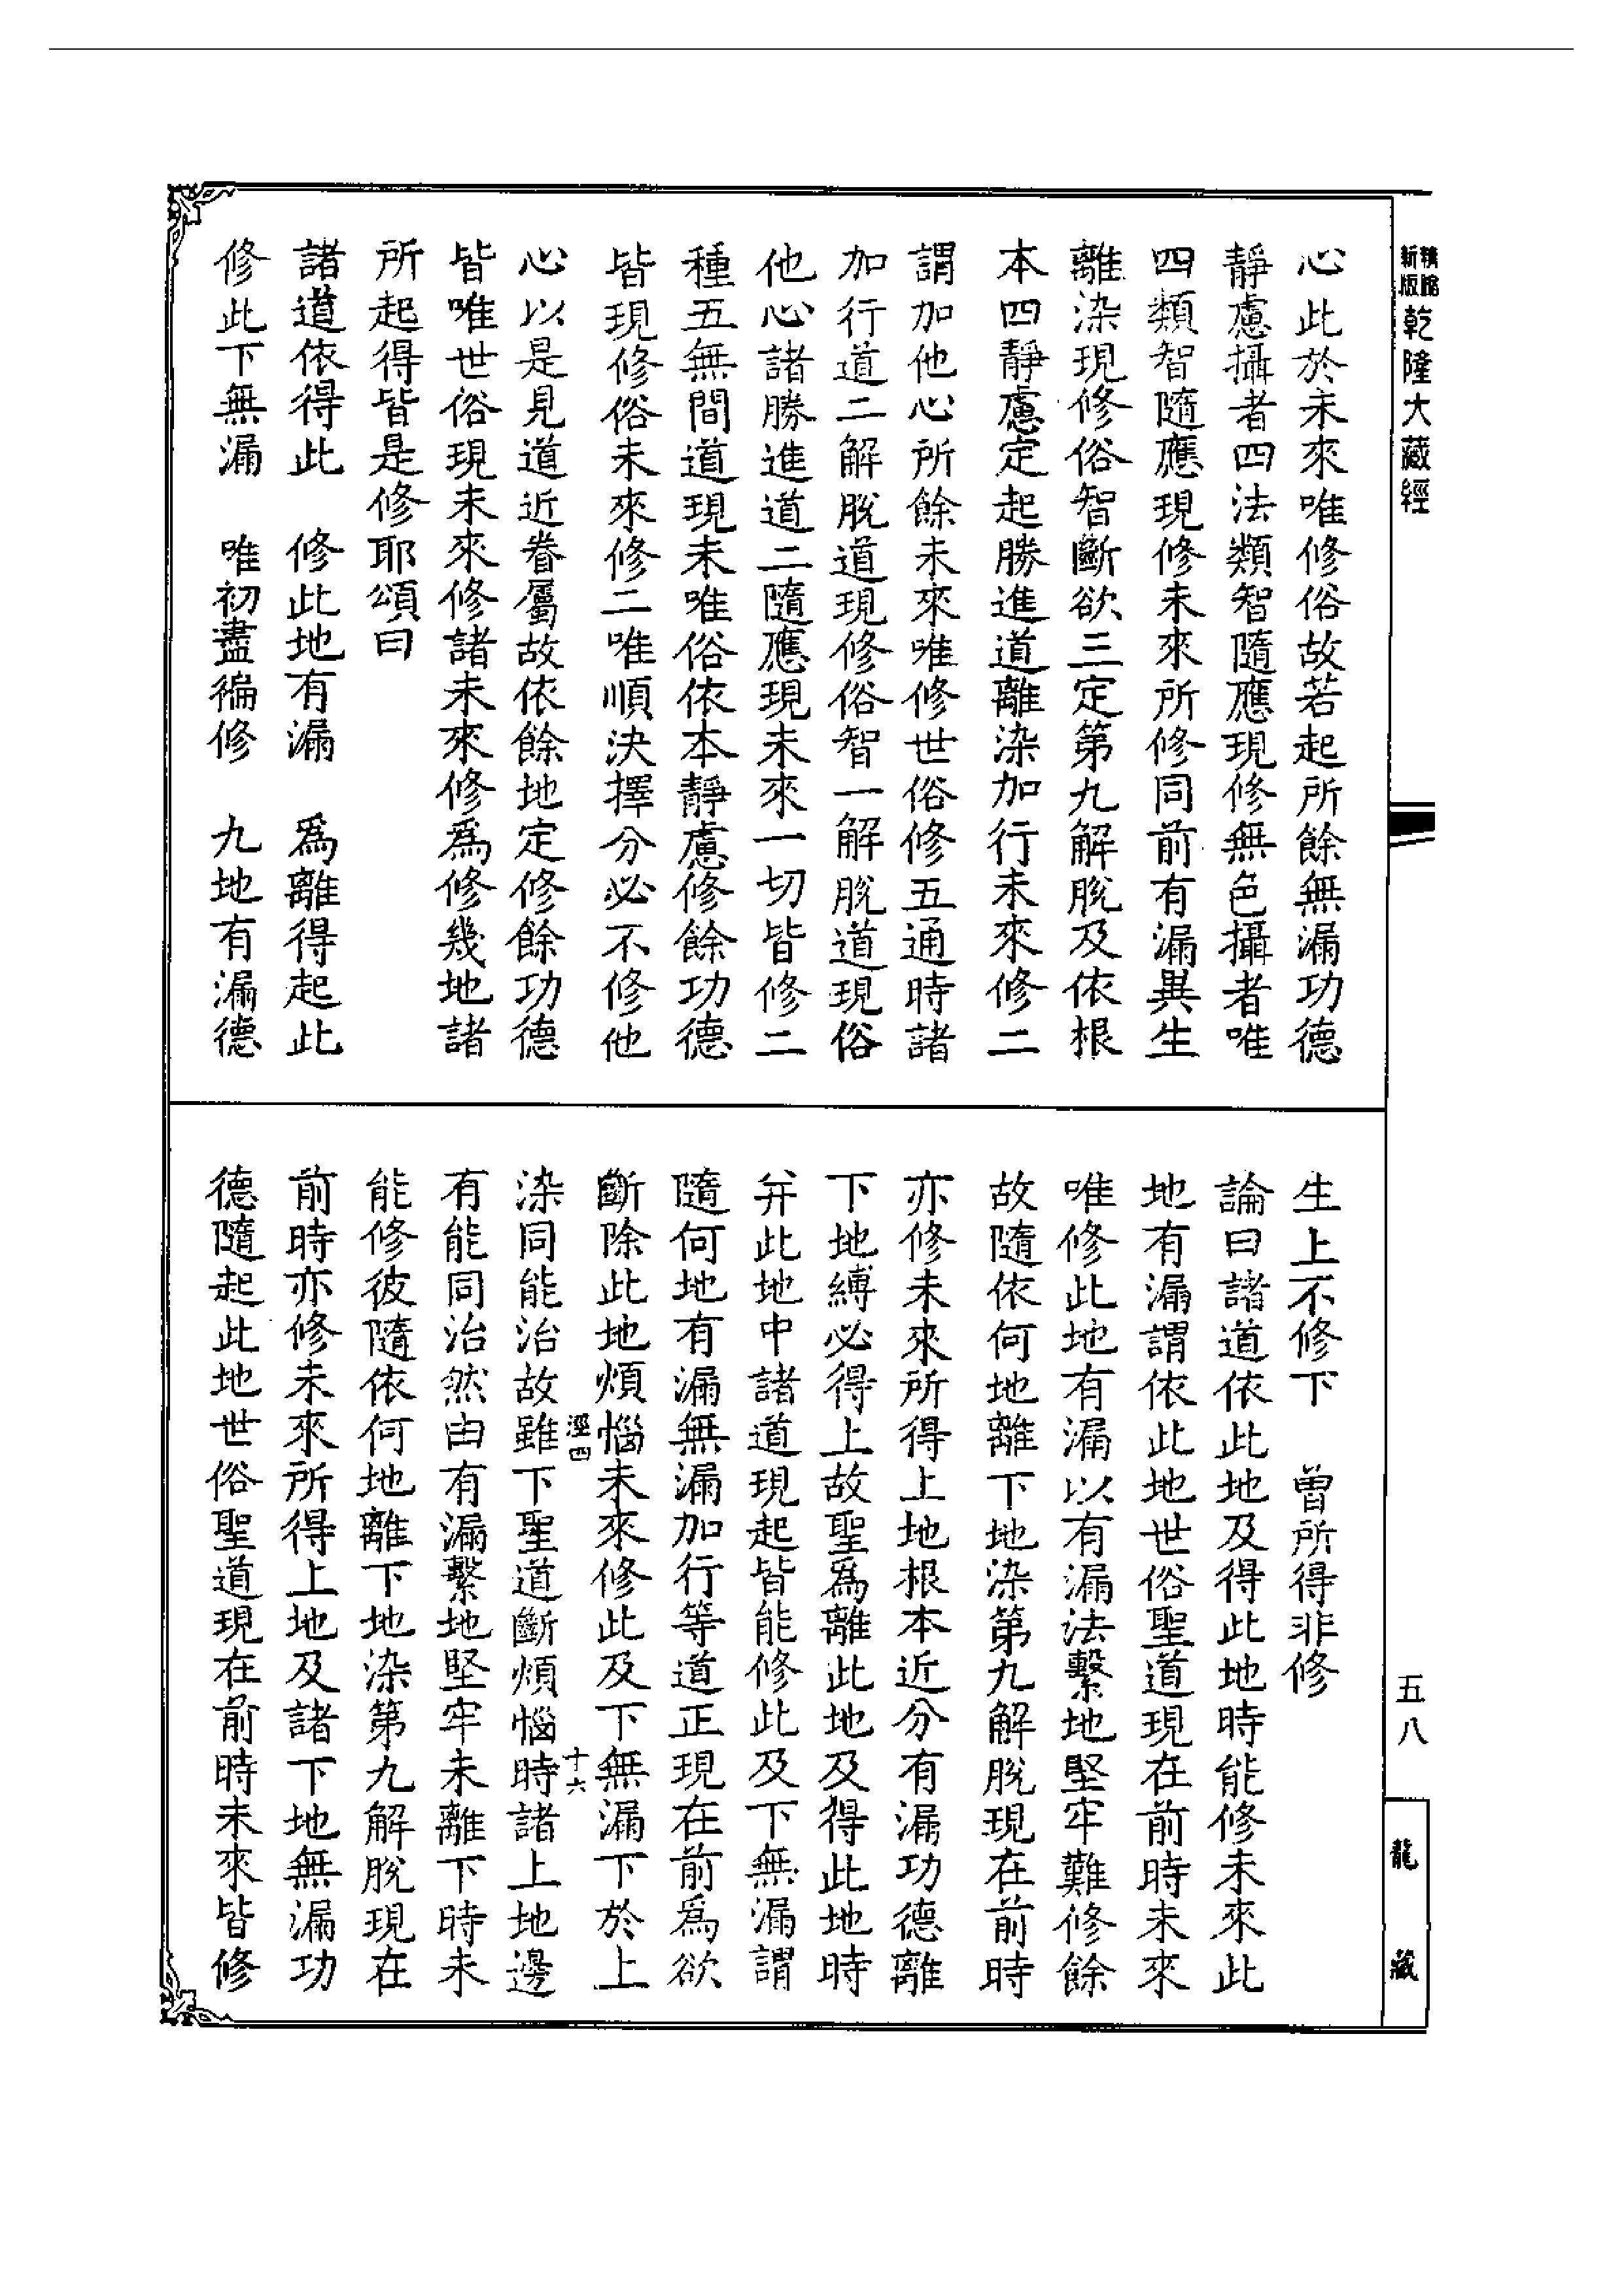 新版
精縮
乾隆大藏經
心此於未來唯修俗故若起所餘無漏功德
靜慮攝者四法類智隨應現修無色攝者唯
四類智隨應現修未來所修同前有漏異生
離染現修俗智斷欲三定第九解脫及依根
本四靜慮定起勝進道離染加行未來修二
謂加他心所餘未來唯修世俗修五通時諸
加行道二解脫道現修俗智一解脫道現俗
他心諸勝進道二隨應現未來一切皆修二
種五無間道現未唯俗依本靜慮修餘功德
皆現修俗未來修二唯順決擇分必不修他
心以是見道近眷屬故依餘地定修餘功德
皆唯世俗現未來修諸未來修爲修幾地諸
所起得皆是修耶頌曰
諸道依得此　修此地有漏　爲離得起此
修此下無漏　唯初盡徧修　九地有漏德
生上不修下　曾所得非修
論曰諸道依此地及得此地時能修未來此
地有漏謂依此地世俗聖道現在前時未來
唯修此地有漏以有漏法繫地堅牢難修餘
故隨依何地離下地染第九解脫現在前時
亦修未來所得上地根本近分有漏功德離
下地縛必得上故聖爲離此地及得此地時
并此地中諸道現起皆能修此及下無漏謂
隨何地有漏無漏加行等道正現在前爲欲
斷除此地煩惱未來修此及下無漏下於上
染同能治故雖下聖道斷煩惱時諸上地邊
有能同治然由有漏繫地堅牢未離下時未
能修彼隨依何地離下地染第九解脫現在
前時亦修未來所得上地及諸下地無漏功
德隨起此地世俗聖道現在前時未來皆修
涇四
十六
五八
龍藏